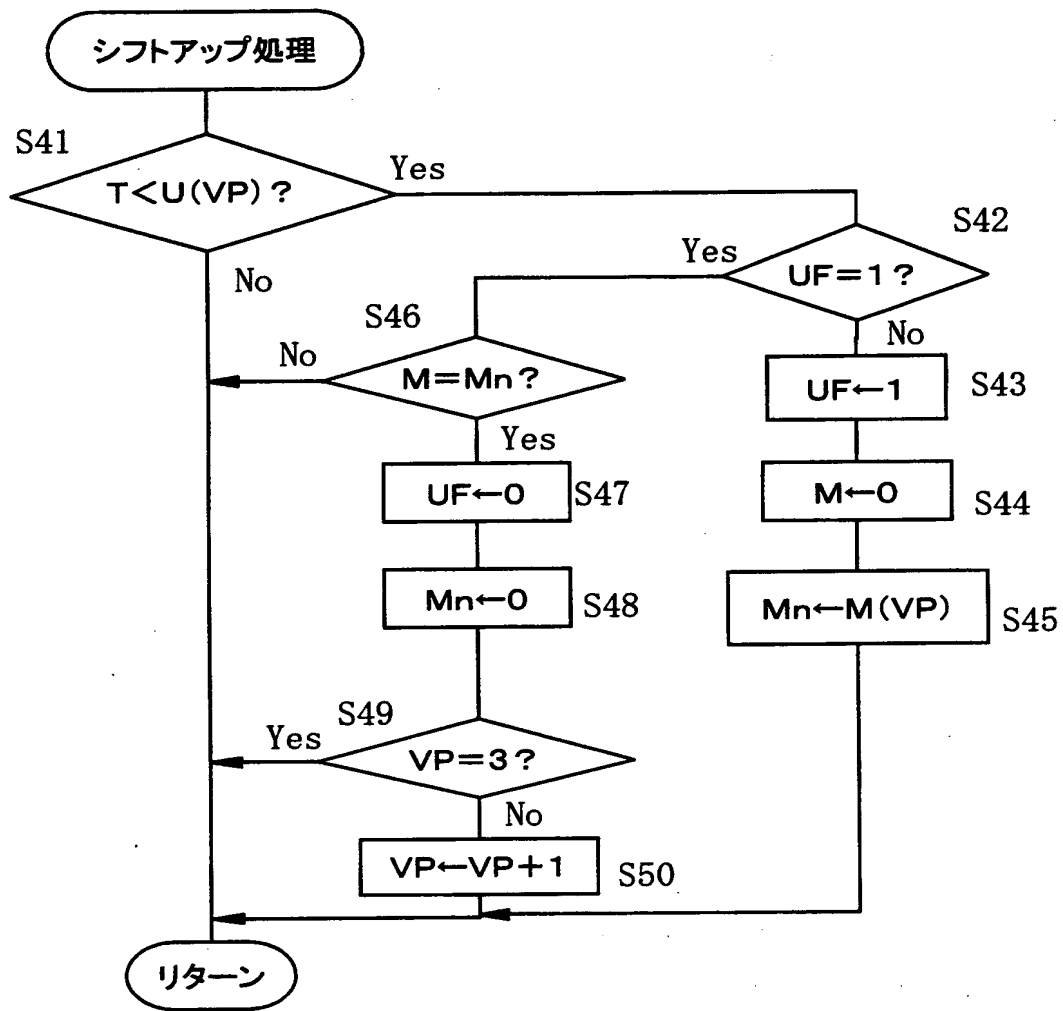 シフトアップ処理
S41
T<U(VP)?
Yes
No
S42
UF=1?
Yes
No
S46
M=Mn?
No
Yes
UF←1
S43
UF←0
S47
M←0
S44
Mn←0
S48
Mn←M(VP)
S45
S49
VP=3?
Yes
No
VP←VP+1
S50
リターン